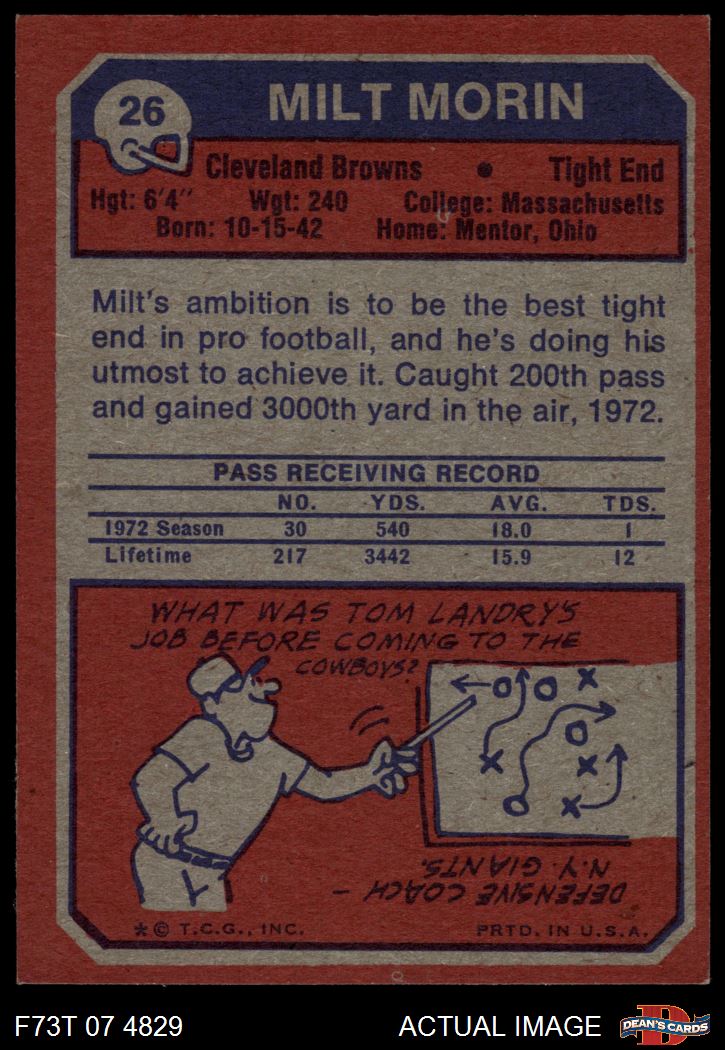 26
MILT MORIN
Cleveland Browns • Tight End
Hgt: 6'4" Wgt: 240 College: Massachusetts
Born: 10-15-42 Home: Mentor, Ohio
Milt's ambition is to be the best tight
end in pro football, and he's doing his
utmost to achieve it. Caught 200th pass
and gained 3000th yard in the air, 1972.
PASS RECEIVING RECORD
NO. YDS. AVG. TDS.
1972 Season 30 540 18.0 1
Lifetime 217 3442 15.9 12
WHAT WAS TOM LANDRY'S
JOB BEFORE COMING TO THE
COWBOYS?
DEFENSIVE COACH –
N.Y. GIANTS.
*© T.C.G., INC. PRTD. IN U.S.A.
F73T 07 4829 ACTUAL IMAGE
D
DEAN'S CARDS